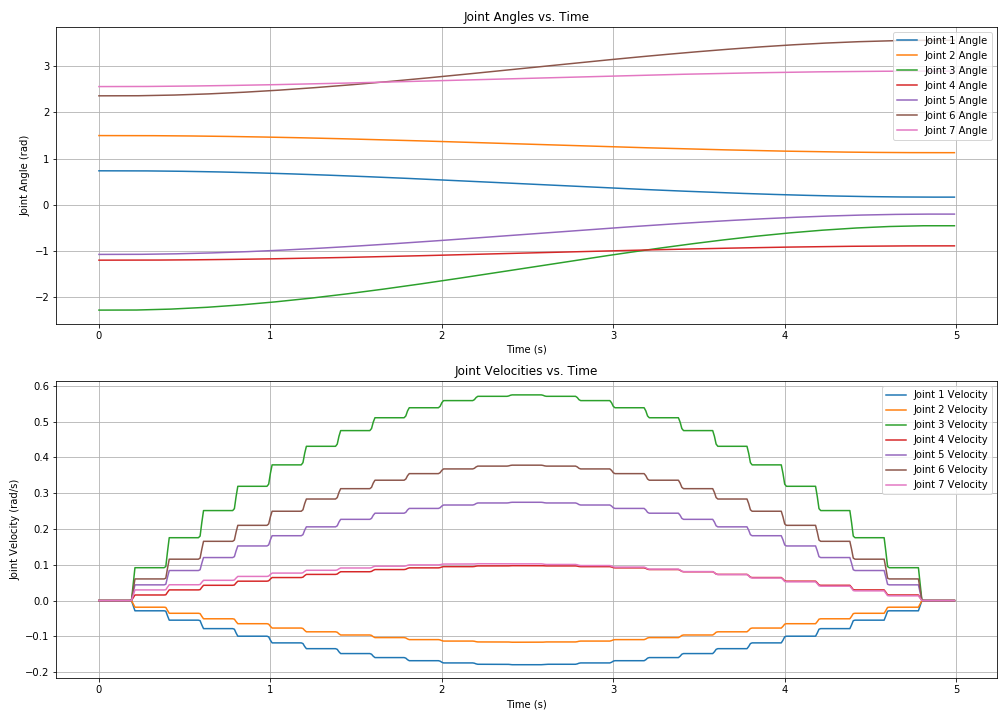 Joint Angles vs. Time
Joint Angle (rad)
3
2
1
0
−1
−2
Joint 1 Angle
Joint 2 Angle
Joint 3 Angle
Joint 4 Angle
Joint 5 Angle
Joint 6 Angle
Joint 7 Angle
0 1 2 3 4 5
Time (s)
Joint Velocities vs. Time
Joint Velocity (rad/s)
0.6
0.5
0.4
0.3
0.2
0.1
0.0
−0.1
−0.2
Joint 1 Velocity
Joint 2 Velocity
Joint 3 Velocity
Joint 4 Velocity
Joint 5 Velocity
Joint 6 Velocity
Joint 7 Velocity
0 1 2 3 4 5
Time (s)